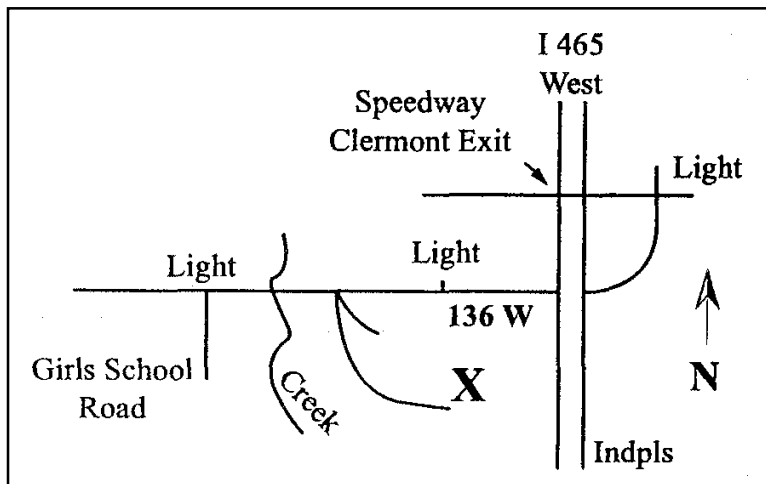 I 465
West
Speedway
Clermont Exit
Light
Light
Light
136 W
Girls School
Road
Creek
X
N
Indpls